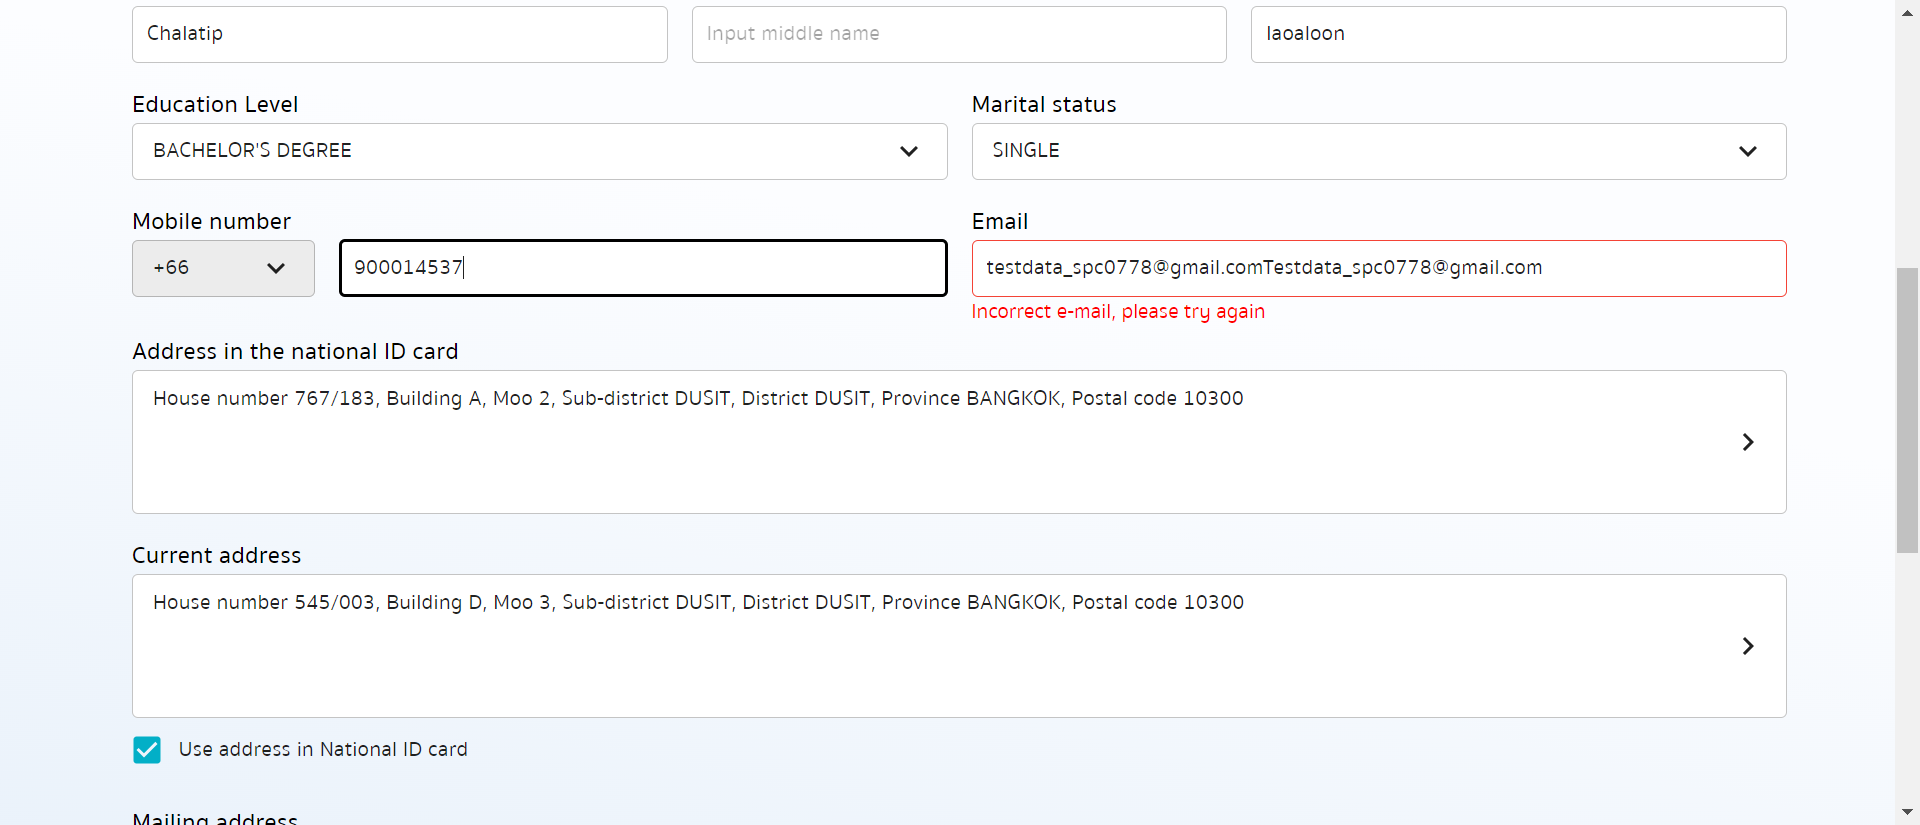 Chalatip
Input middle name
laoaloon
Education Level
Marital status
BACHELOR'S DEGREE
SINGLE
Mobile number
Email
+66
900014537
testdata_spc0778@gmail.comTestdata_spc0778@gmail.com
Incorrect e-mail, please try again
Address in the national ID card
House number 767/183, Building A, Moo 2, Sub-district DUSIT, District DUSIT, Province BANGKOK, Postal code 10300
Current address
House number 545/003, Building D, Moo 3, Sub-district DUSIT, District DUSIT, Province BANGKOK, Postal code 10300
Use address in National ID card
Mailing address